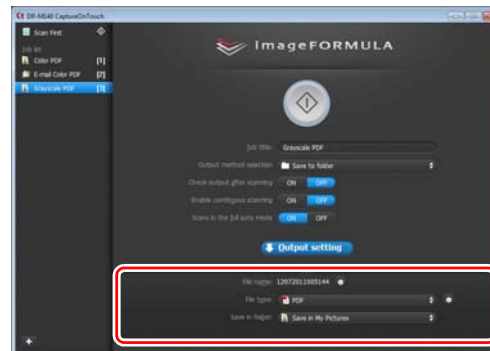 DR-M140 CaptureOnTouch
Scan First
Job list
Color PDF [1]
E-mail Color PDF [2]
Grayscale PDF [3]
imageFORMULA
Job title: Grayscale PDF
Output method selection Save to folder
Check output after scanning ON OFF
Enable continuous scanning ON OFF
Scans in the full auto mode ON OFF
Output setting
File name: 12072011085144
File type: PDF
Save in folder: Save in My Pictures